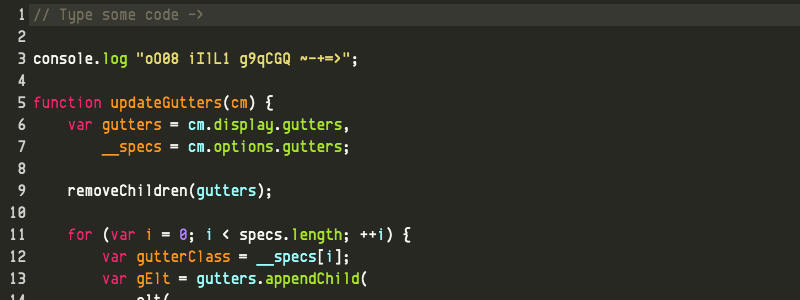 1 // Type some code ->
2
3 console.log "oO08 iIlL1 g9qCGQ ~-+=>";
4
5 function updateGutters(cm) {
6     var gutters = cm.display.gutters,
7         __specs = cm.options.gutters;
8
9     removeChildren(gutters);
10
11     for (var i = 0; i < specs.length; ++i) {
12         var gutterClass = __specs[i];
13         var gElt = gutters.appendChild(
14             elt(